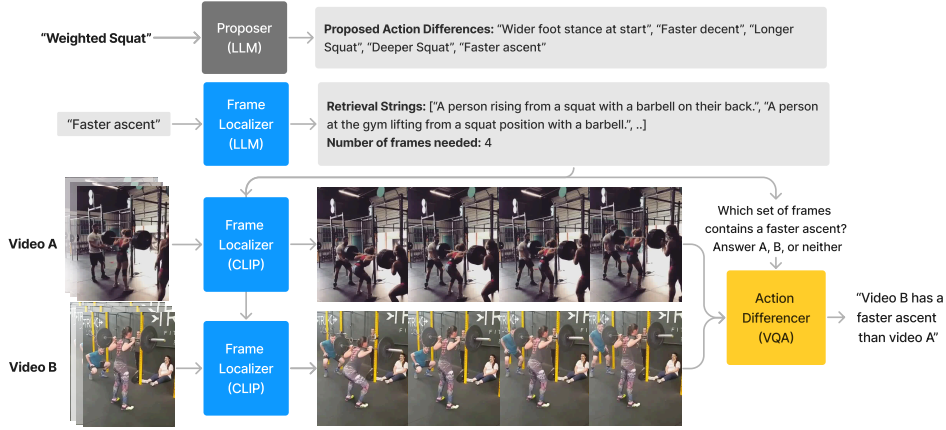 “Weighted Squat”
Proposer
(LLM)
Proposed Action Differences: “Wider foot stance at start”, “Faster decent”, “Longer
Squat”, “Deeper Squat”, “Faster ascent”
“Faster ascent”
Frame
Localizer
(LLM)
Retrieval Strings: [“A person rising from a squat with a barbell on their back.”, “A person
at the gym lifting from a squat position with a barbell.”, ..]
Number of frames needed: 4
Video A
Frame
Localizer
(CLIP)
Which set of frames
contains a faster ascent?
Answer A, B, or neither
Video B
Frame
Localizer
(CLIP)
Action
Differencer
(VQA)
“Video B has a
faster ascent
than video A”